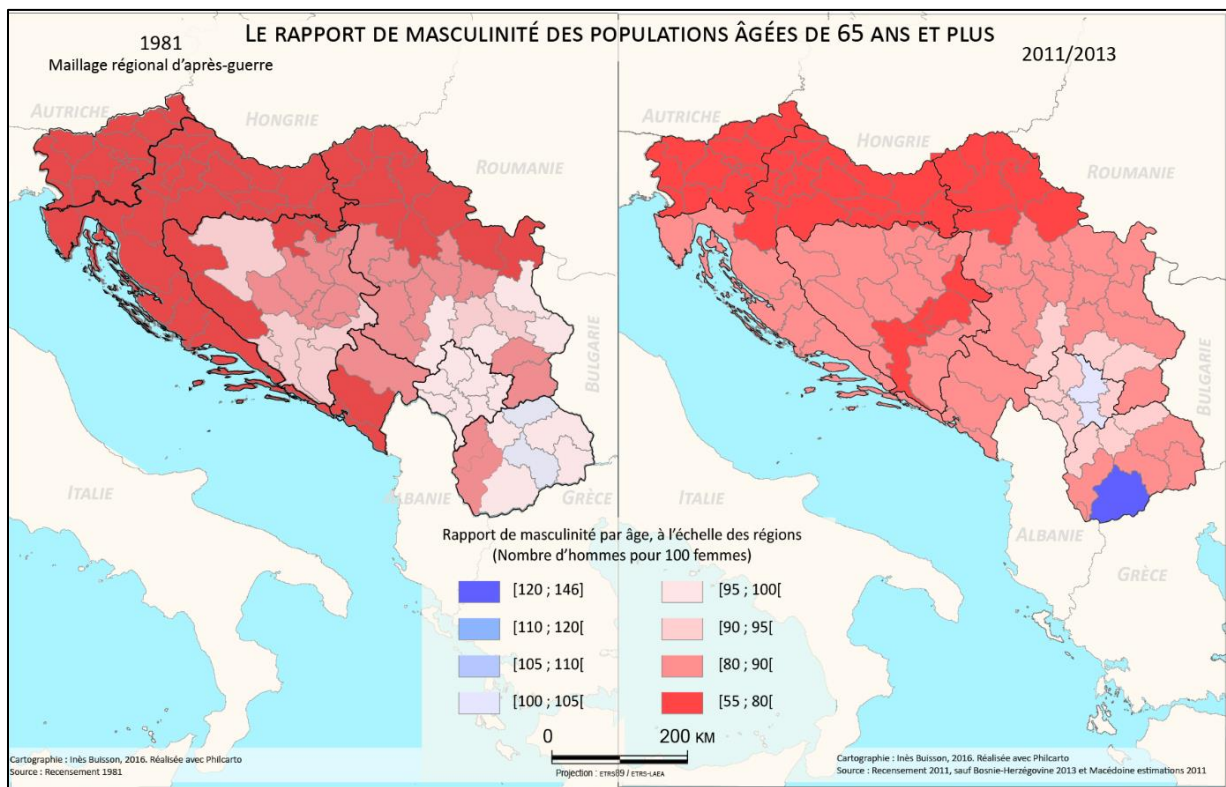 LE RAPPORT DE MASCULINITÉ DES POPULATIONS ÂGÉES DE 65 ANS ET PLUS
1981
Maillage régional d'après-guerre
2011/2013
AUTRICHE
HONGRIE
ROUMANIE
BULGARIE
ITALIE
ALBANIE
GRÈCE
AUTRICHE
HONGRIE
ROUMANIE
BULGARIE
ITALIE
ALBANIE
GRÈCE
Rapport de masculinité par âge, à l'échelle des régions
(Nombre d'hommes pour 100 femmes)
[120 ; 146]
[110 ; 120[
[105 ; 110[
[100 ; 105[
[95 ; 100[
[90 ; 95[
[80 ; 90[
[55 ; 80[
0 200 KM
Projection : ETRS89 / ETRS-LAEA
Cartographie : Inès Buisson, 2016. Réalisée avec Philcarto
Source : Recensement 1981
Cartographie : Inès Buisson, 2016. Réalisée avec Philcarto
Source : Recensement 2011, sauf Bosnie-Herzégovine 2013 et Macédoine estimations 2011